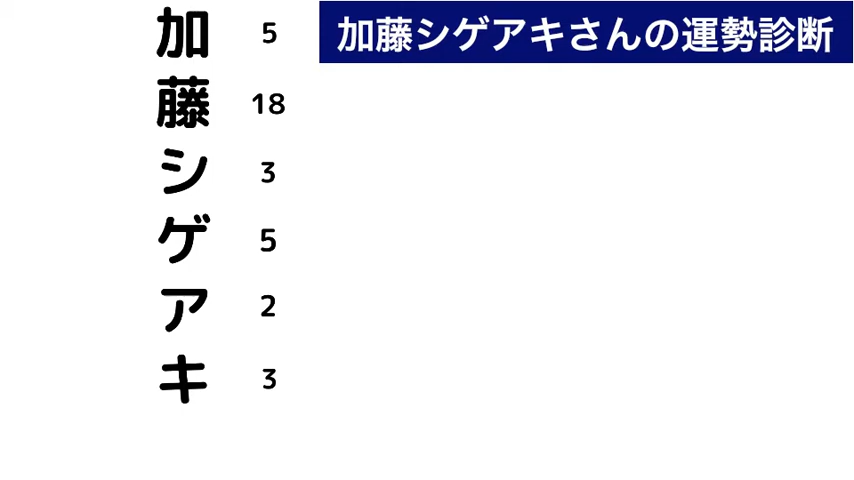 加藤シゲアキさんの運勢診断
加 5
藤 18
シ 3
ゲ 5
ア 2
キ 3